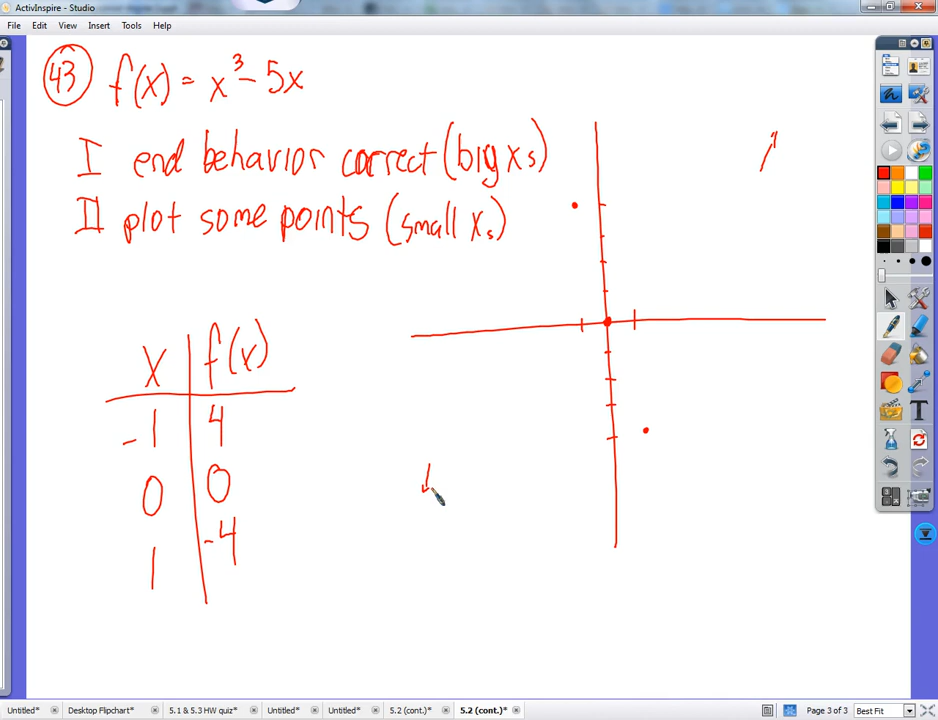 ActivInspire - Studio
File Edit View Insert Tools Help
43 f(x) = x³ - 5x
I end behavior correct (big xs)
II plot some points (small xs)
x f(x)
-1 4
0 0
1 -4
Untitled* Desktop Flipchart* 5.1 & 5.3 HW quiz* Untitled* Untitled* 5.2 (cont.)* 5.2 (cont.)* Page 3 of 3 Best Fit